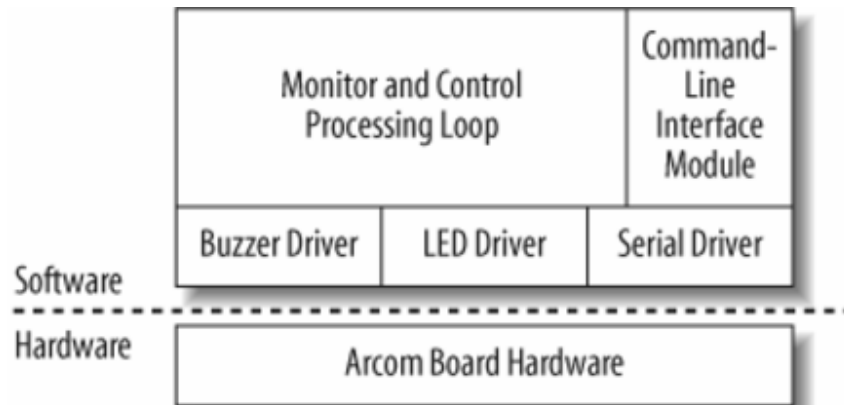 Monitor and Control
Processing Loop
Command-
Line
Interface
Module
Buzzer Driver
LED Driver
Serial Driver
Software
Hardware
Arcom Board Hardware